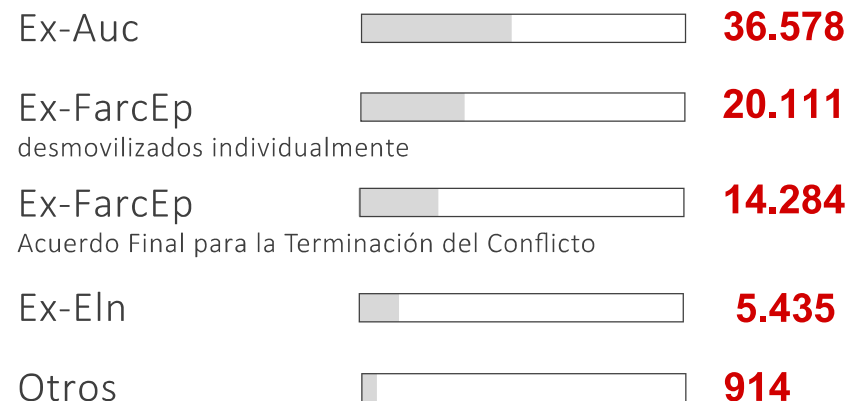 Ex-Auc 36.578
Ex-FarcEp 20.111
desmovilizados individualmente
Ex-FarcEp 14.284
Acuerdo Final para la Terminación del Conflicto
Ex-Eln 5.435
Otros 914